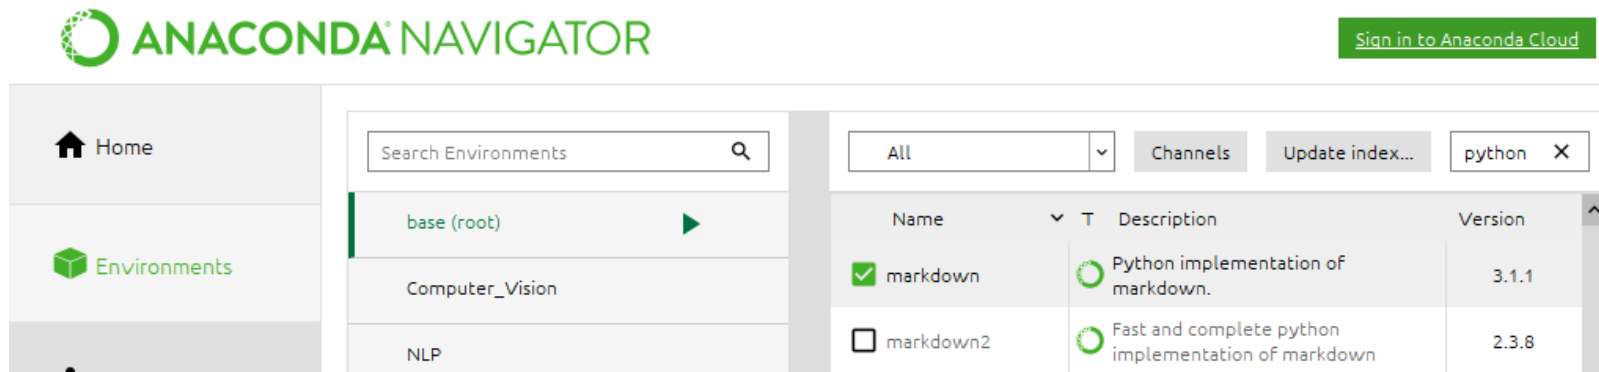 ANACONDA NAVIGATOR
Sign in to Anaconda Cloud
Home
Environments
Search Environments
base (root)
Computer_Vision
NLP
All
Channels
Update index...
python
Name
T
Description
Version
markdown
Python implementation of
markdown.
3.1.1
markdown2
Fast and complete python
implementation of markdown
2.3.8